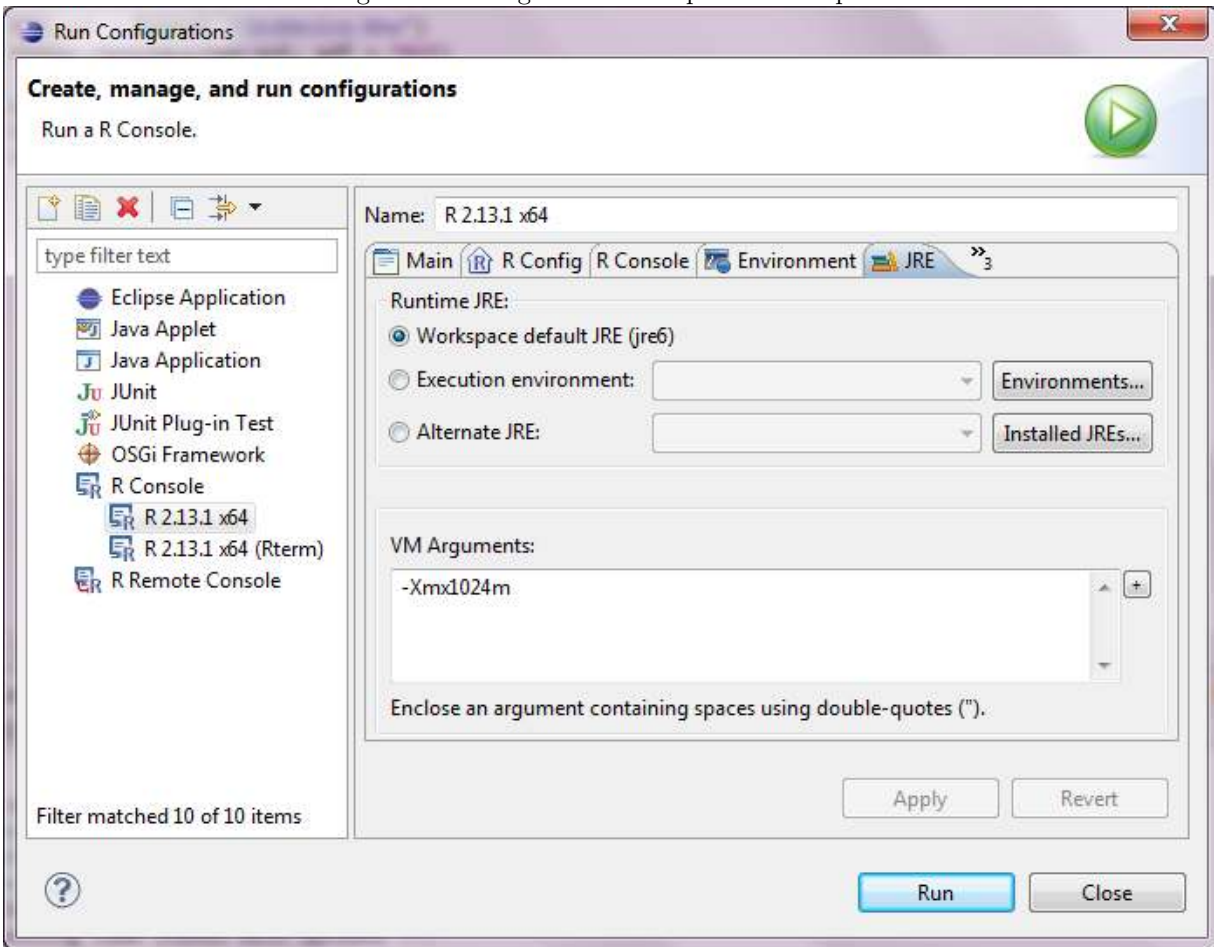 Run Configurations
Create, manage, and run configurations
Run a R Console.
type filter text
Eclipse Application
Java Applet
Java Application
JUnit
JUnit Plug-in Test
OSGi Framework
R Console
R 2.13.1 x64
R 2.13.1 x64 (Rterm)
R Remote Console
Filter matched 10 of 10 items
Name: R 2.13.1 x64
Main R Config R Console Environment JRE »3
Runtime JRE:
Workspace default JRE (jre6)
Execution environment: Environments...
Alternate JRE: Installed JREs...
VM Arguments:
-Xmx1024m
Enclose an argument containing spaces using double-quotes (").
Apply Revert
Run Close